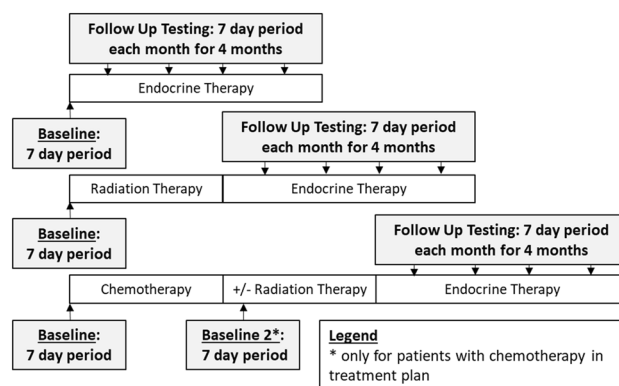 Follow Up Testing: 7 day period
each month for 4 months
Endocrine Therapy
Baseline:
7 day period
Follow Up Testing: 7 day period
each month for 4 months
Radiation Therapy
Endocrine Therapy
Baseline:
7 day period
Follow Up Testing: 7 day period
each month for 4 months
Chemotherapy
+/- Radiation Therapy
Endocrine Therapy
Baseline:
7 day period
Baseline 2*:
7 day period
Legend
* only for patients with chemotherapy in
treatment plan